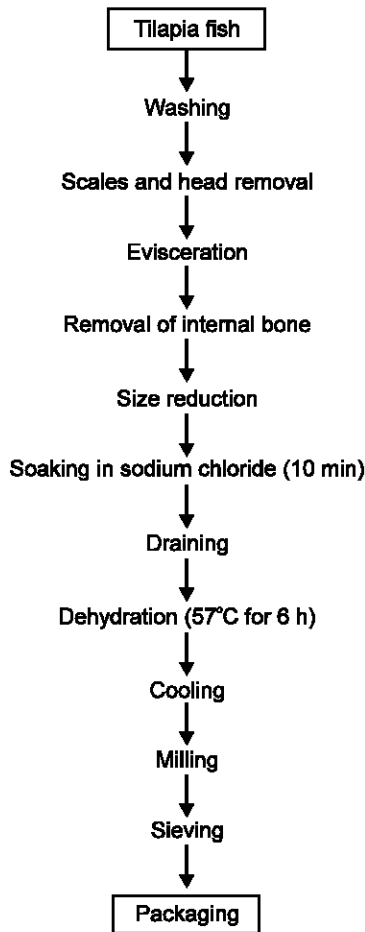 Tilapia fish
Washing
Scales and head removal
Evisceration
Removal of internal bone
Size reduction
Soaking in sodium chloride (10 min)
Draining
Dehydration (57°C for 6 h)
Cooling
Milling
Sieving
Packaging